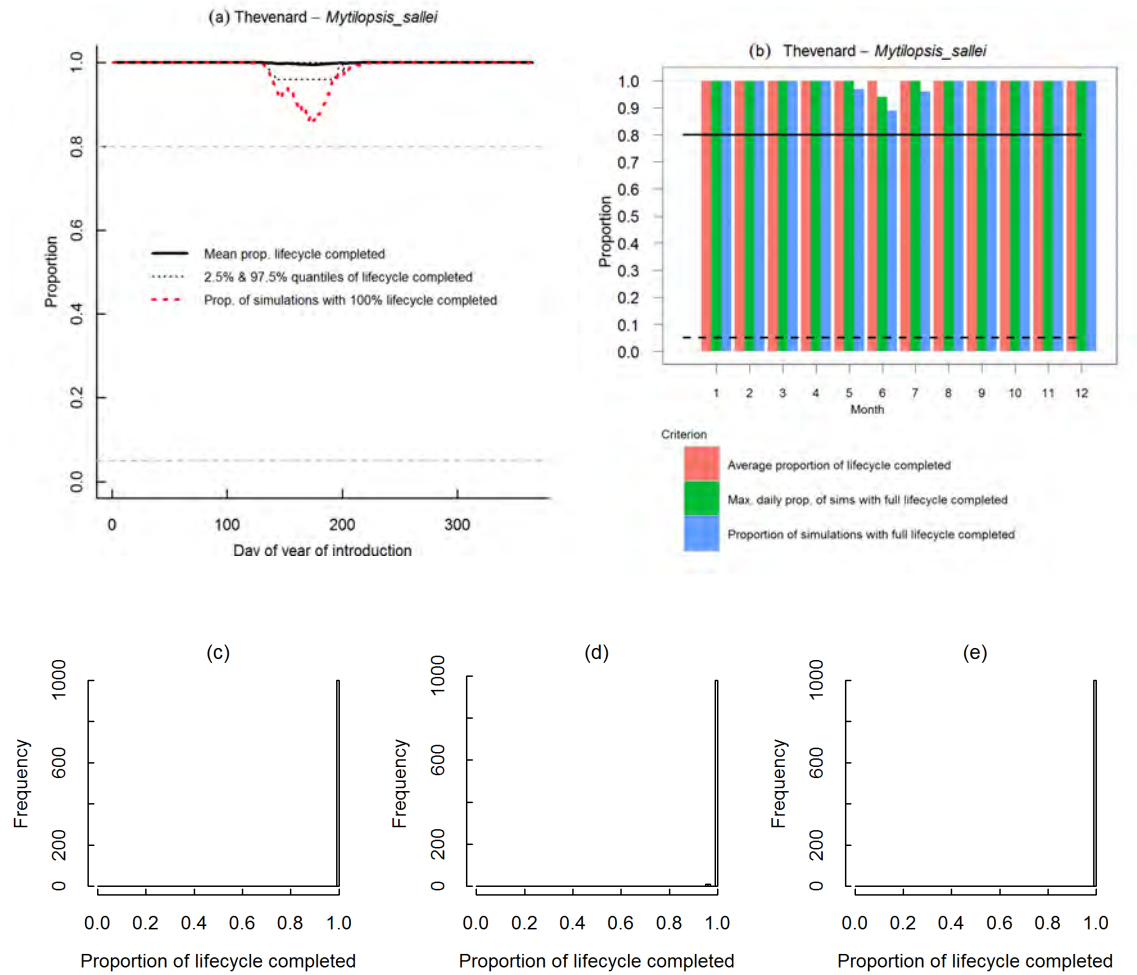 (a) Thevenard – Mytilopsis_sallei
Proportion
1.0
0.8
0.6
0.4
0.2
0.0
Mean prop. lifecycle completed
2.5% & 97.5% quantiles of lifecycle completed
Prop. of simulations with 100% lifecycle completed
0 100 200 300
Day of year of introduction
(b) Thevenard – Mytilopsis_sallei
Proportion
1.0
0.9
0.8
0.7
0.6
0.5
0.4
0.3
0.2
0.1
0.0
1 2 3 4 5 6 7 8 9 10 11 12
Month
Criterion
Average proportion of lifecycle completed
Max. daily prop. of sims with full lifecycle completed
Proportion of simulations with full lifecycle completed
(c)
Frequency
1000
600
200
0
0.0 0.2 0.4 0.6 0.8 1.0
Proportion of lifecycle completed
(d)
Frequency
1000
600
200
0
0.0 0.2 0.4 0.6 0.8 1.0
Proportion of lifecycle completed
(e)
Frequency
1000
600
200
0
0.0 0.2 0.4 0.6 0.8 1.0
Proportion of lifecycle completed